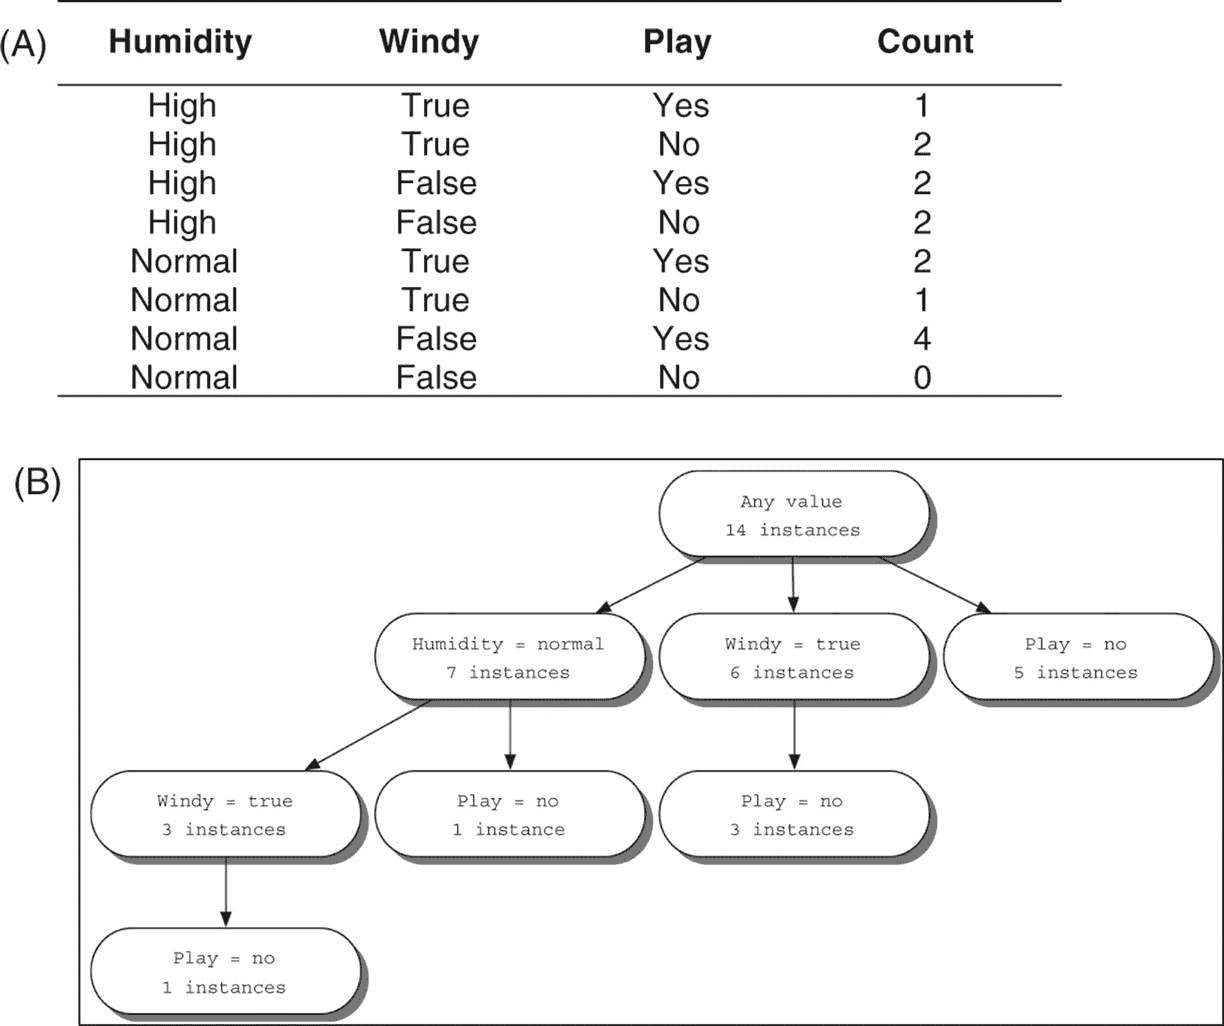 (A) Humidity Windy Play Count
High True Yes 1
High True No 2
High False Yes 2
High False No 2
Normal True Yes 2
Normal True No 1
Normal False Yes 4
Normal False No 0
(B)
Any value
14 instances
Humidity = normal
7 instances
Windy = true
6 instances
Play = no
5 instances
Windy = true
3 instances
Play = no
1 instance
Play = no
3 instances
Play = no
1 instances